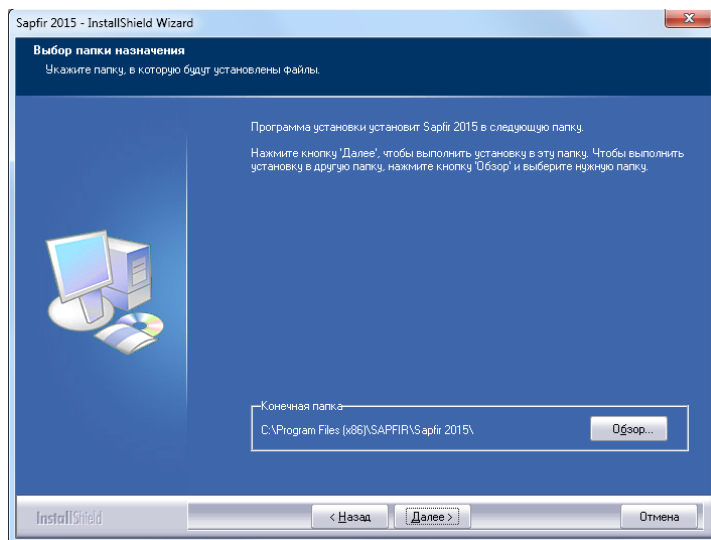 Sapfir 2015 - InstallShield Wizard
Выбор папки назначения
Укажите папку, в которую будут установлены файлы.
Программа установки установит Sapfir 2015 в следующую папку.
Нажмите кнопку 'Далее', чтобы выполнить установку в эту папку. Чтобы выполнить
установку в другую папку, нажмите кнопку 'Обзор' и выберите нужную папку.
Конечная папка
C:\Program Files (x86)\SAPFIR\Sapfir 2015\
Обзор...
InstallShield
< Назад
Далее >
Отмена